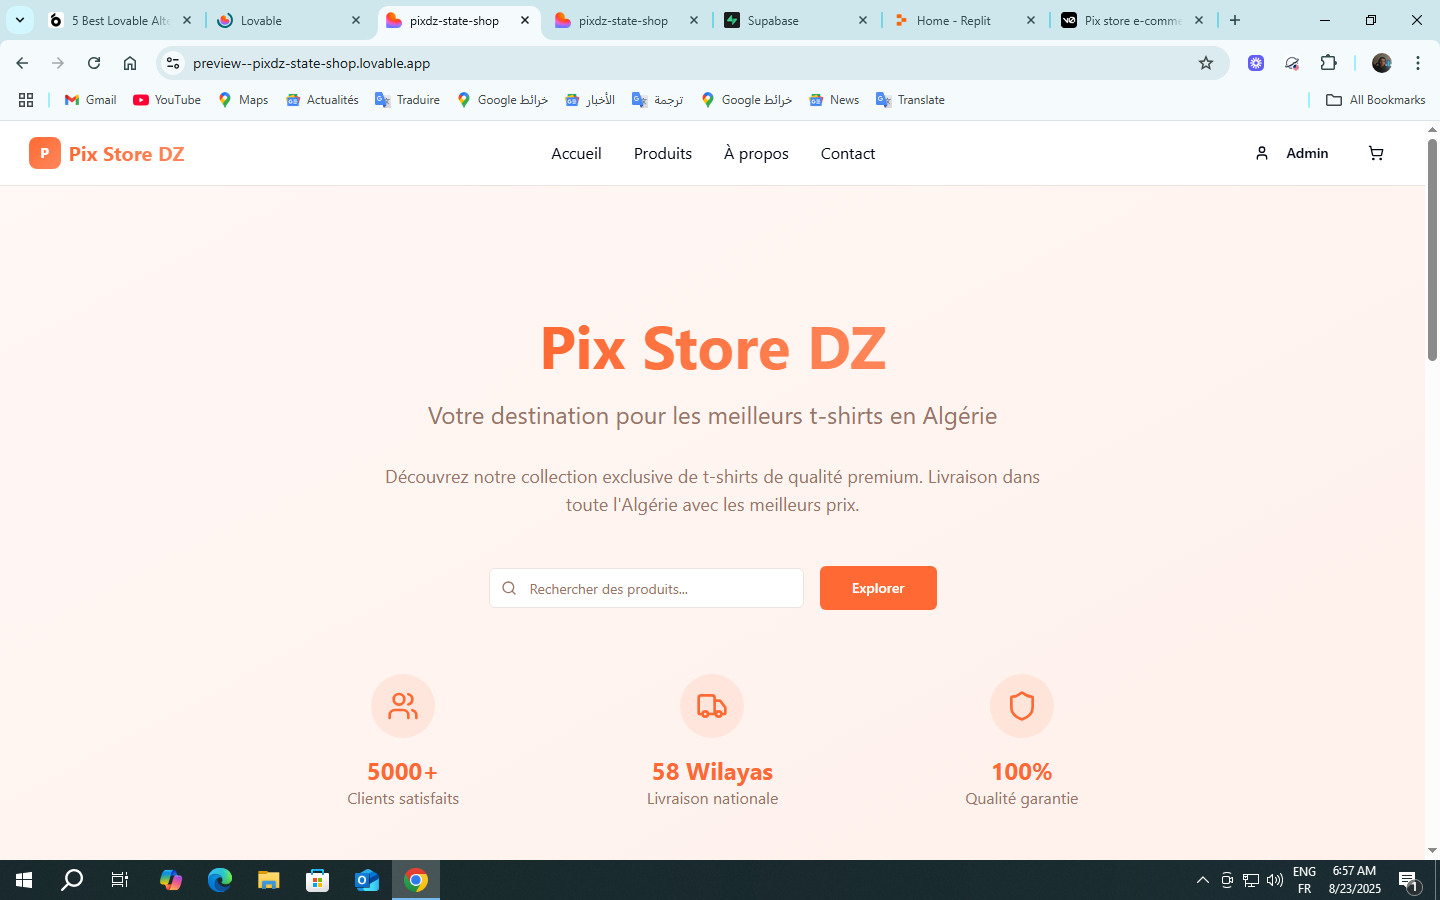 5 Best Lovable Alte
Lovable
pixdz-state-shop
pixdz-state-shop
Supabase
Home - Replit
Pix store e-comme
preview--pixdz-state-shop.lovable.app
Gmail
YouTube
Maps
Actualités
Traduire
Google خرائط
الأخبار
ترجمة
Google خرائط
News
Translate
All Bookmarks
P
Pix Store DZ
Accueil
Produits
À propos
Contact
Admin
Pix Store DZ
Votre destination pour les meilleurs t-shirts en Algérie
Découvrez notre collection exclusive de t-shirts de qualité premium. Livraison dans
toute l'Algérie avec les meilleurs prix.
Rechercher des produits...
Explorer
5000+
Clients satisfaits
58 Wilayas
Livraison nationale
100%
Qualité garantie
ENG
FR
6:57 AM
8/23/2025
1